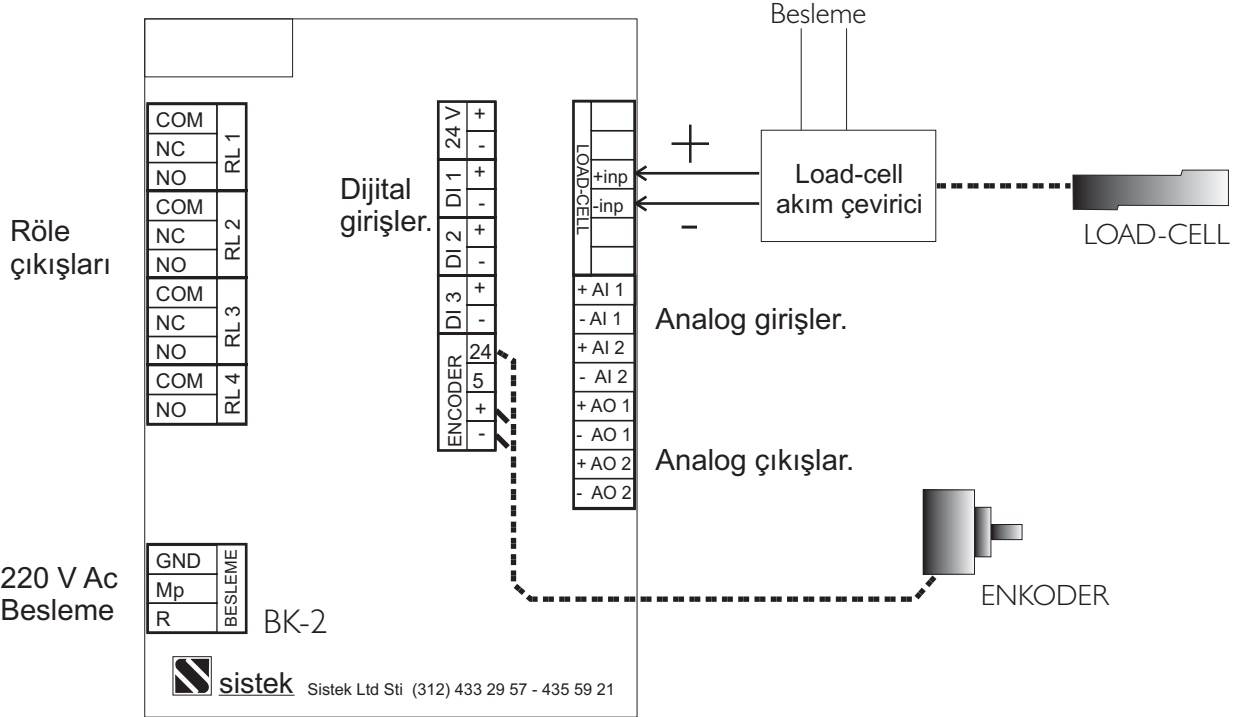 Besleme
COM
NC
NO
RL 1
COM
NC
NO
RL 2
COM
NC
NO
RL 3
COM
NO
RL 4
Röle
çıkışları
24 V
+
-
DI 1
+
-
DI 2
+
-
DI 3
+
-
ENCODER
24
5
+
-
Dijital
girişler.
LOAD-CELL
+inp
-inp
+ AI 1
- AI 1
+ AI 2
- AI 2
+ AO 1
- AO 1
+ AO 2
- AO 2
+
-
Load-cell
akım çevirici
LOAD-CELL
Analog girişler.
Analog çıkışlar.
ENKODER
220 V Ac
Besleme
GND
Mp
R
BESLEME
BK-2
sistek Sistek Ltd Sti (312) 433 29 57 - 435 59 21